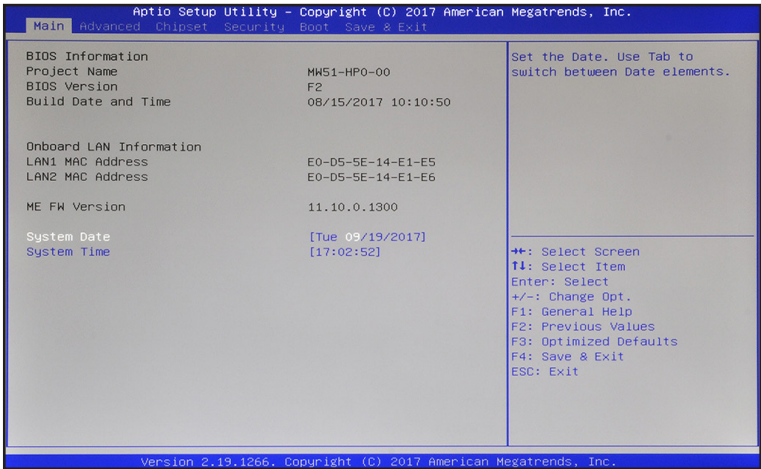 Aptio Setup Utility – Copyright (C) 2017 American Megatrends, Inc.
Main Advanced Chipset Security Boot Save & Exit
BIOS Information
Project Name MW51-HP0-00
BIOS Version F2
Build Date and Time 08/15/2017 10:10:50
Onboard LAN Information
LAN1 MAC Address E0-D5-5E-14-E1-E5
LAN2 MAC Address E0-D5-5E-14-E1-E6
ME FW Version 11.10.0.1300
System Date [Tue 09/19/2017]
System Time [17:02:52]
Set the Date. Use Tab to
switch between Date elements.
→←: Select Screen
↑↓: Select Item
Enter: Select
+/-: Change Opt.
F1: General Help
F2: Previous Values
F3: Optimized Defaults
F4: Save & Exit
ESC: Exit
Version 2.19.1266. Copyright (C) 2017 American Megatrends, Inc.